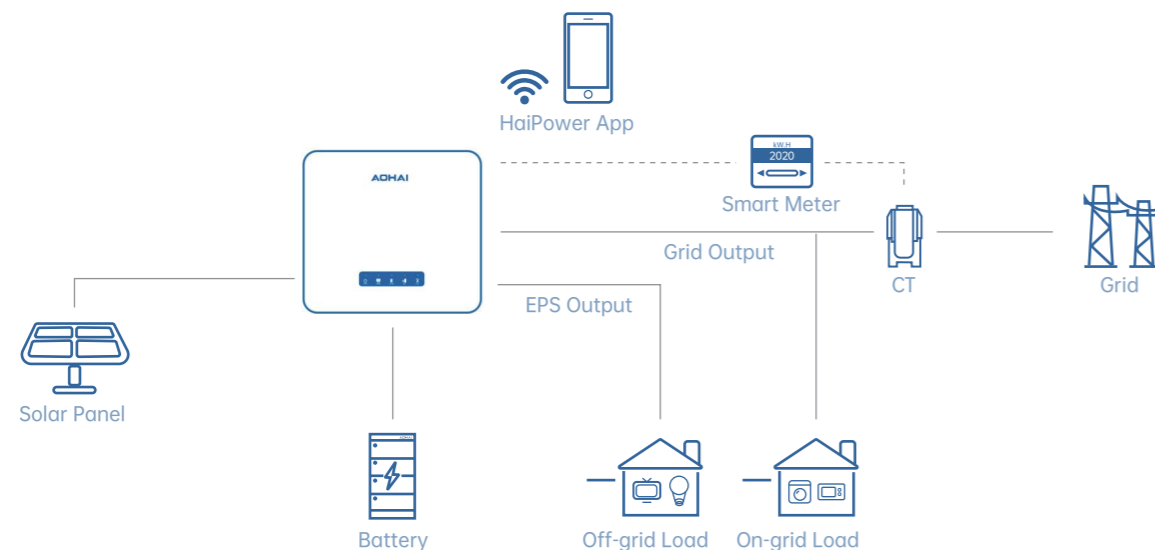 HaiPower App
AOHAI
kW.H
2020
Smart Meter
Grid Output
CT
Grid
EPS Output
Solar Panel
Battery
Off-grid Load
On-grid Load